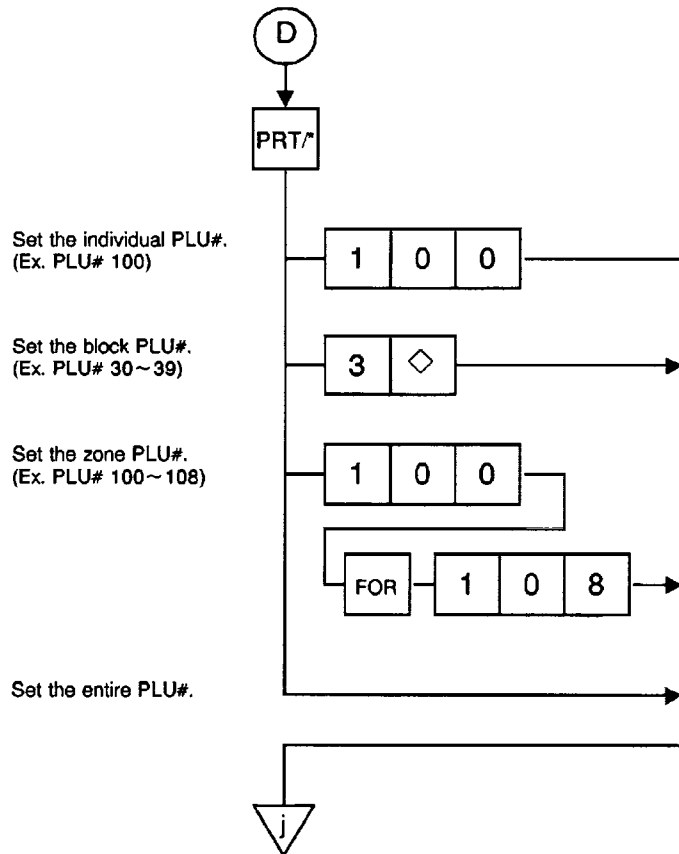 D
PRT/*
Set the individual PLU#.
(Ex. PLU# 100)
1 0 0
Set the block PLU#.
(Ex. PLU# 30~39)
3 ◇
Set the zone PLU#.
(Ex. PLU# 100~108)
1 0 0
FOR 1 0 8
Set the entire PLU#.
j